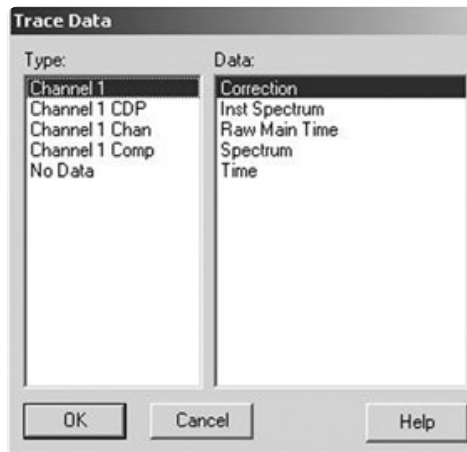 Trace Data
Type:
Channel 1
Channel 1 CDP
Channel 1 Chan
Channel 1 Comp
No Data
Data:
Correction
Inst Spectrum
Raw Main Time
Spectrum
Time
OK
Cancel
Help